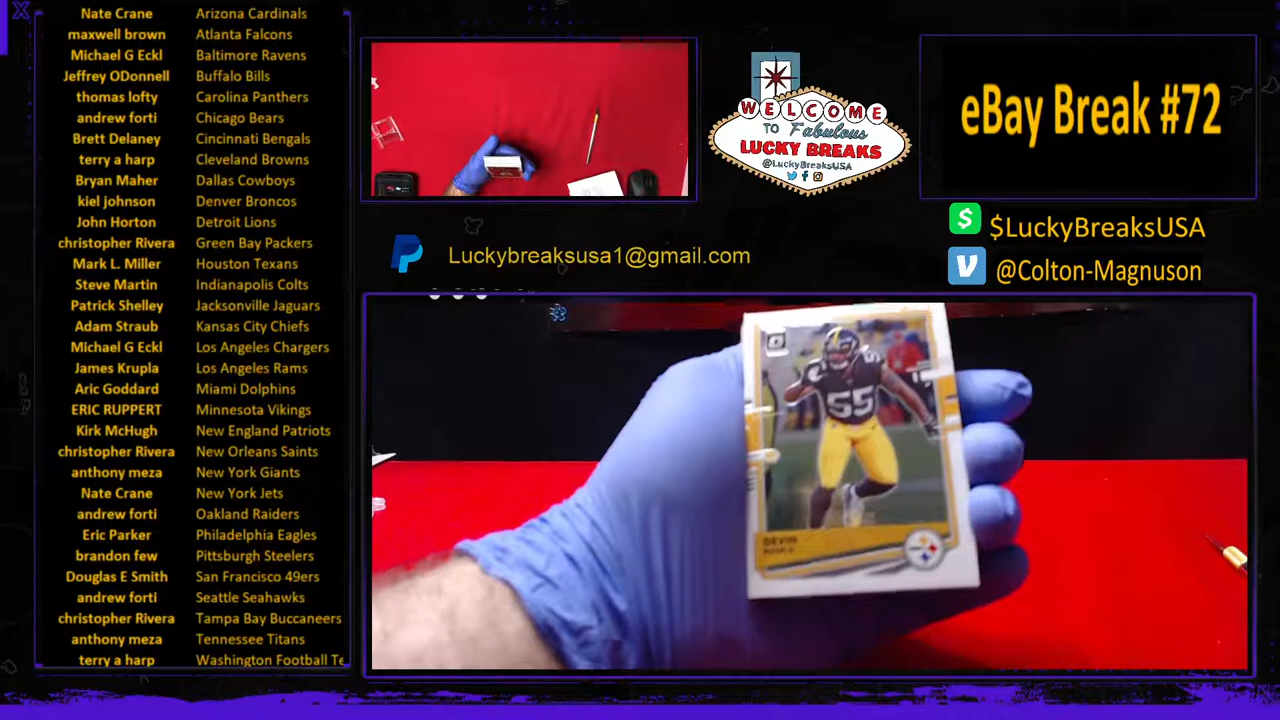 Nate Crane Arizona Cardinals
maxwell brown Atlanta Falcons
Michael G Eckl Baltimore Ravens
Jeffrey ODonnell Buffalo Bills
thomas lofty Carolina Panthers
andrew forti Chicago Bears
Brett Delaney Cincinnati Bengals
terry a harp Cleveland Browns
Bryan Maher Dallas Cowboys
kiel johnson Denver Broncos
John Horton Detroit Lions
christopher Rivera Green Bay Packers
Mark L. Miller Houston Texans
Steve Martin Indianapolis Colts
Patrick Shelley Jacksonville Jaguars
Adam Straub Kansas City Chiefs
Michael G Eckl Los Angeles Chargers
James Krupla Los Angeles Rams
Aric Goddard Miami Dolphins
ERIC RUPPERT Minnesota Vikings
Kirk McHugh New England Patriots
christopher Rivera New Orleans Saints
anthony meza New York Giants
Nate Crane New York Jets
andrew forti Oakland Raiders
Eric Parker Philadelphia Eagles
brandon few Pittsburgh Steelers
Douglas E Smith San Francisco 49ers
andrew forti Seattle Seahawks
christopher Rivera Tampa Bay Buccaneers
anthony meza Tennessee Titans
terry a harp Washington Football Te
WELCOME
TO Fabulous
LUCKY BREAKS
@LuckyBreaksUSA
eBay Break #72
$LuckyBreaksUSA
@Colton-Magnuson
Luckybreaksusa1@gmail.com
55
55
DEVIN